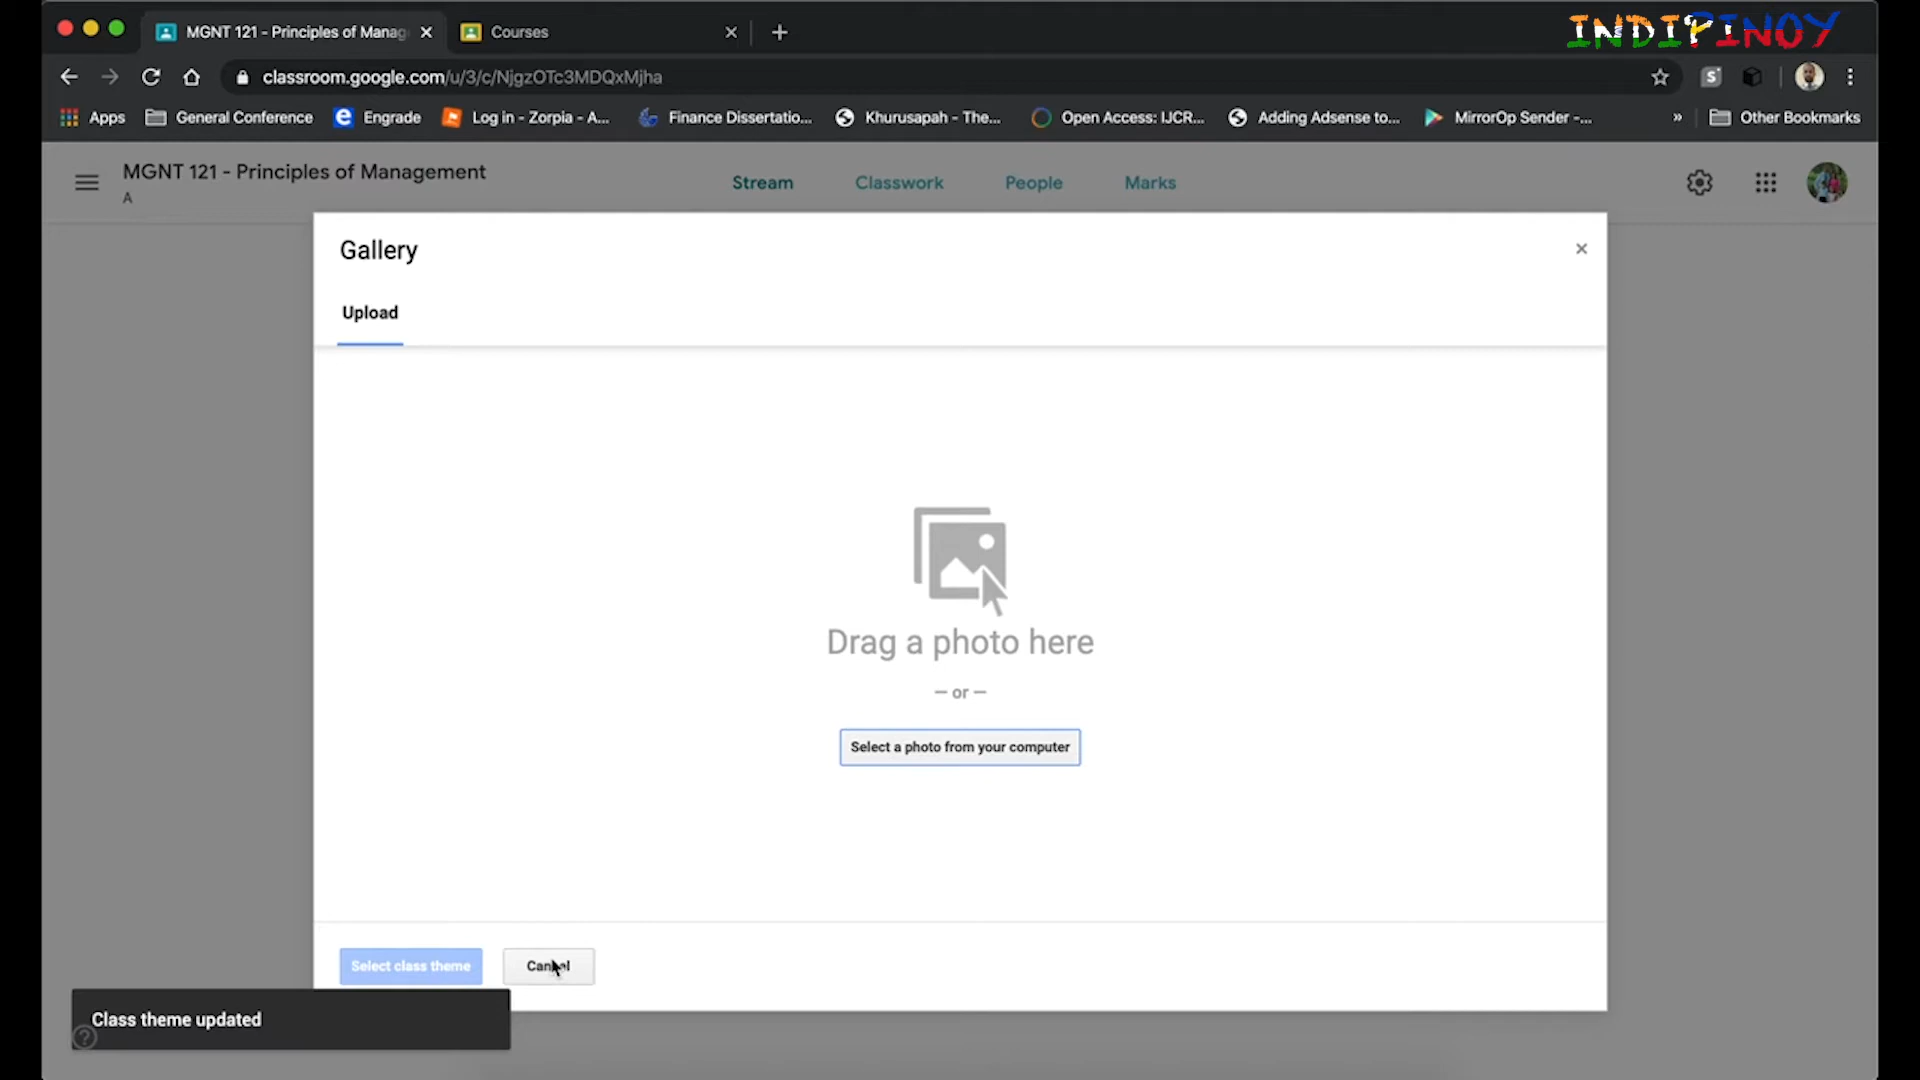 MGNT 121 - Principles of Manag
Courses
INDIPINOY
classroom.google.com/u/3/c/NjgzOTc3MDQxMjha
S
Apps
General Conference
Engrade
Log in - Zorpia - A...
Finance Dissertatio...
Khurusapah - The...
Open Access: IJCR...
Adding Adsense to...
MirrorOp Sender -...
»
Other Bookmarks
MGNT 121 - Principles of Management
A
Stream
Classwork
People
Marks
Gallery
Upload
Drag a photo here
– or –
Select a photo from your computer
Select class theme
Cancel
Class theme updated